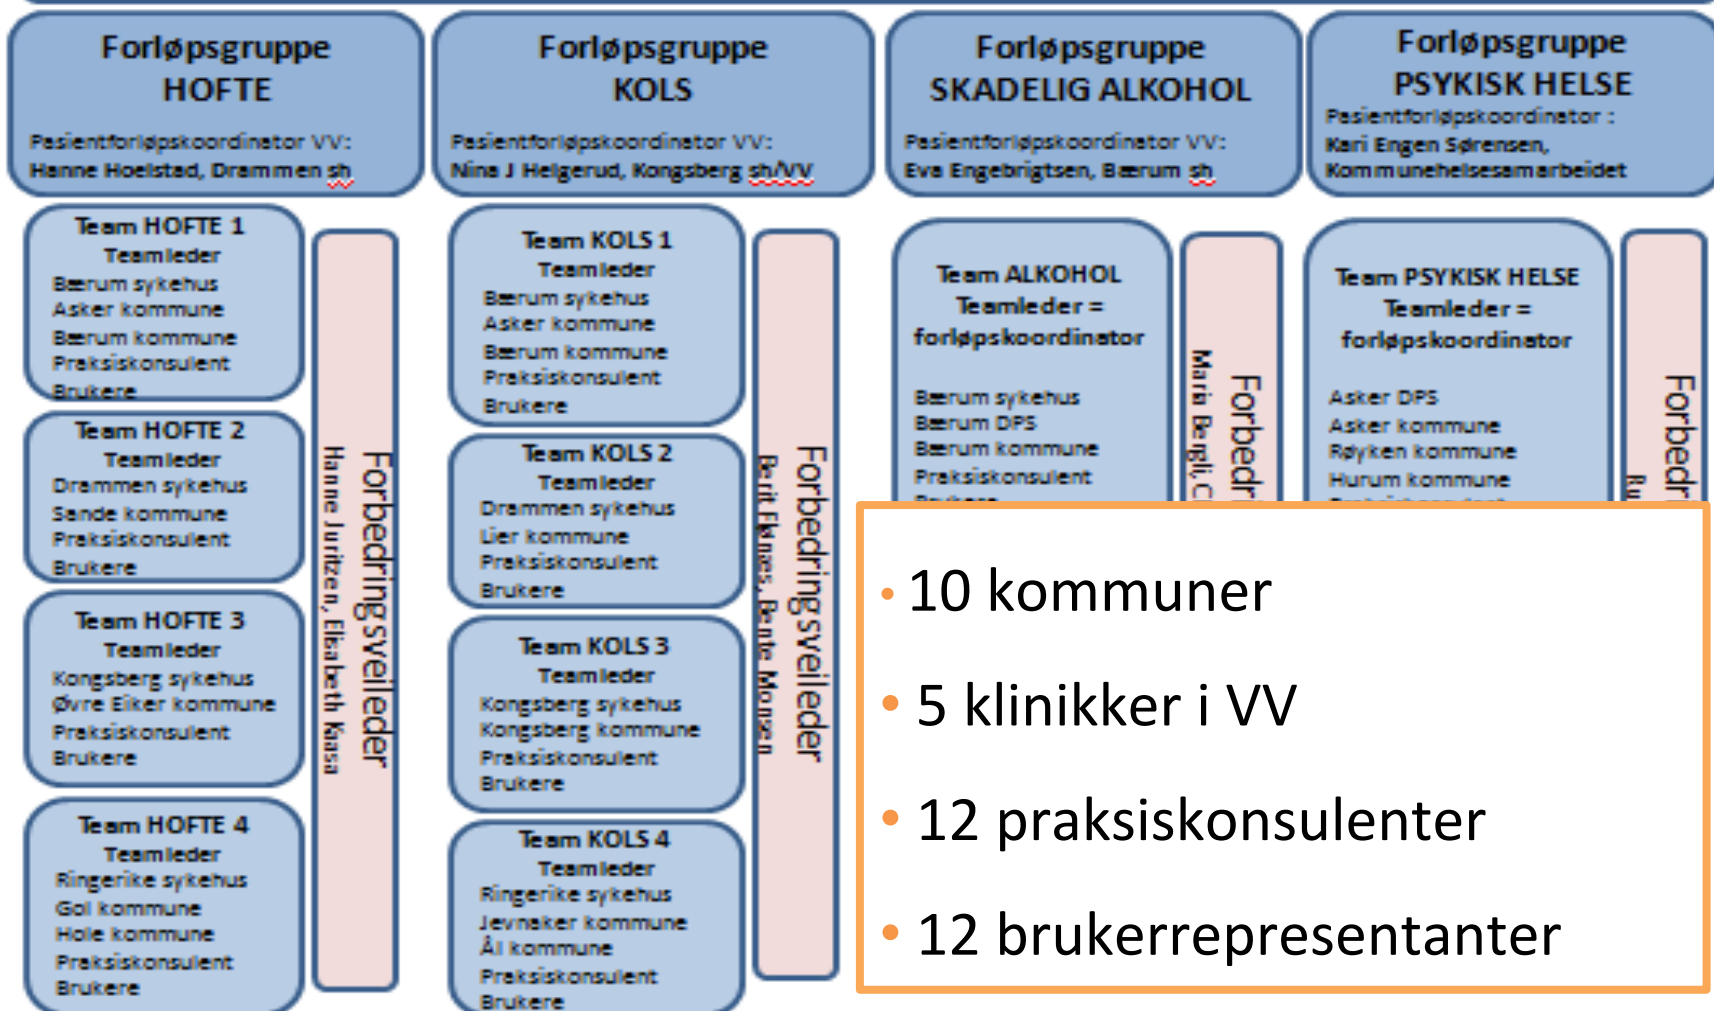 Forløpsgruppe
HOFTE
Pasientforløpskoordinator VV:
Hanne Hoelstad, Drammen sh
Forløpsgruppe
KOLS
Pasientforløpskoordinator VV:
Nina J Helgerud, Kongsberg sh/VV
Forløpsgruppe
SKADELIG ALKOHOL
Pasientforløpskoordinator VV:
Eva Engebrigtsen, Bærum sh
Forløpsgruppe
PSYKISK HELSE
Pasientforløpskoordinator :
Kari Engen Sørensen,
Kommunehelsesamarbeidet
Team HOFTE 1
Teamleder
Bærum sykehus
Asker kommune
Bærum kommune
Praksiskonsulent
Brukere
Team HOFTE 2
Teamleder
Drammen sykehus
Sande kommune
Praksiskonsulent
Brukere
Team HOFTE 3
Teamleder
Kongsberg sykehus
Øvre Eiker kommune
Praksiskonsulent
Brukere
Team HOFTE 4
Teamleder
Ringerike sykehus
Gol kommune
Hole kommune
Praksiskonsulent
Brukere
Forbedringsveileder
Hanne Juritzen, Elisabeth Kaasa
Team KOLS 1
Teamleder
Bærum sykehus
Asker kommune
Bærum kommune
Praksiskonsulent
Brukere
Team KOLS 2
Teamleder
Drammen sykehus
Lier kommune
Praksiskonsulent
Brukere
Team KOLS 3
Teamleder
Kongsberg sykehus
Kongsberg kommune
Praksiskonsulent
Brukere
Team KOLS 4
Teamleder
Ringerike sykehus
Jevnaker kommune
Ål kommune
Praksiskonsulent
Brukere
Forbedringsveileder
Berit Flønæs, Bente Monsen
Team ALKOHOL
Teamleder =
forløpskoordinator
Bærum sykehus
Bærum DPS
Bærum kommune
Praksiskonsulent
Forbedr
Maria Bergli, C
Team PSYKISK HELSE
Teamleder =
forløpskoordinator
Asker DPS
Asker kommune
Røyken kommune
Hurum kommune
Forbedr
Ru
• 10 kommuner
• 5 klinikker i VV
• 12 praksiskonsulenter
• 12 brukerrepresentanter